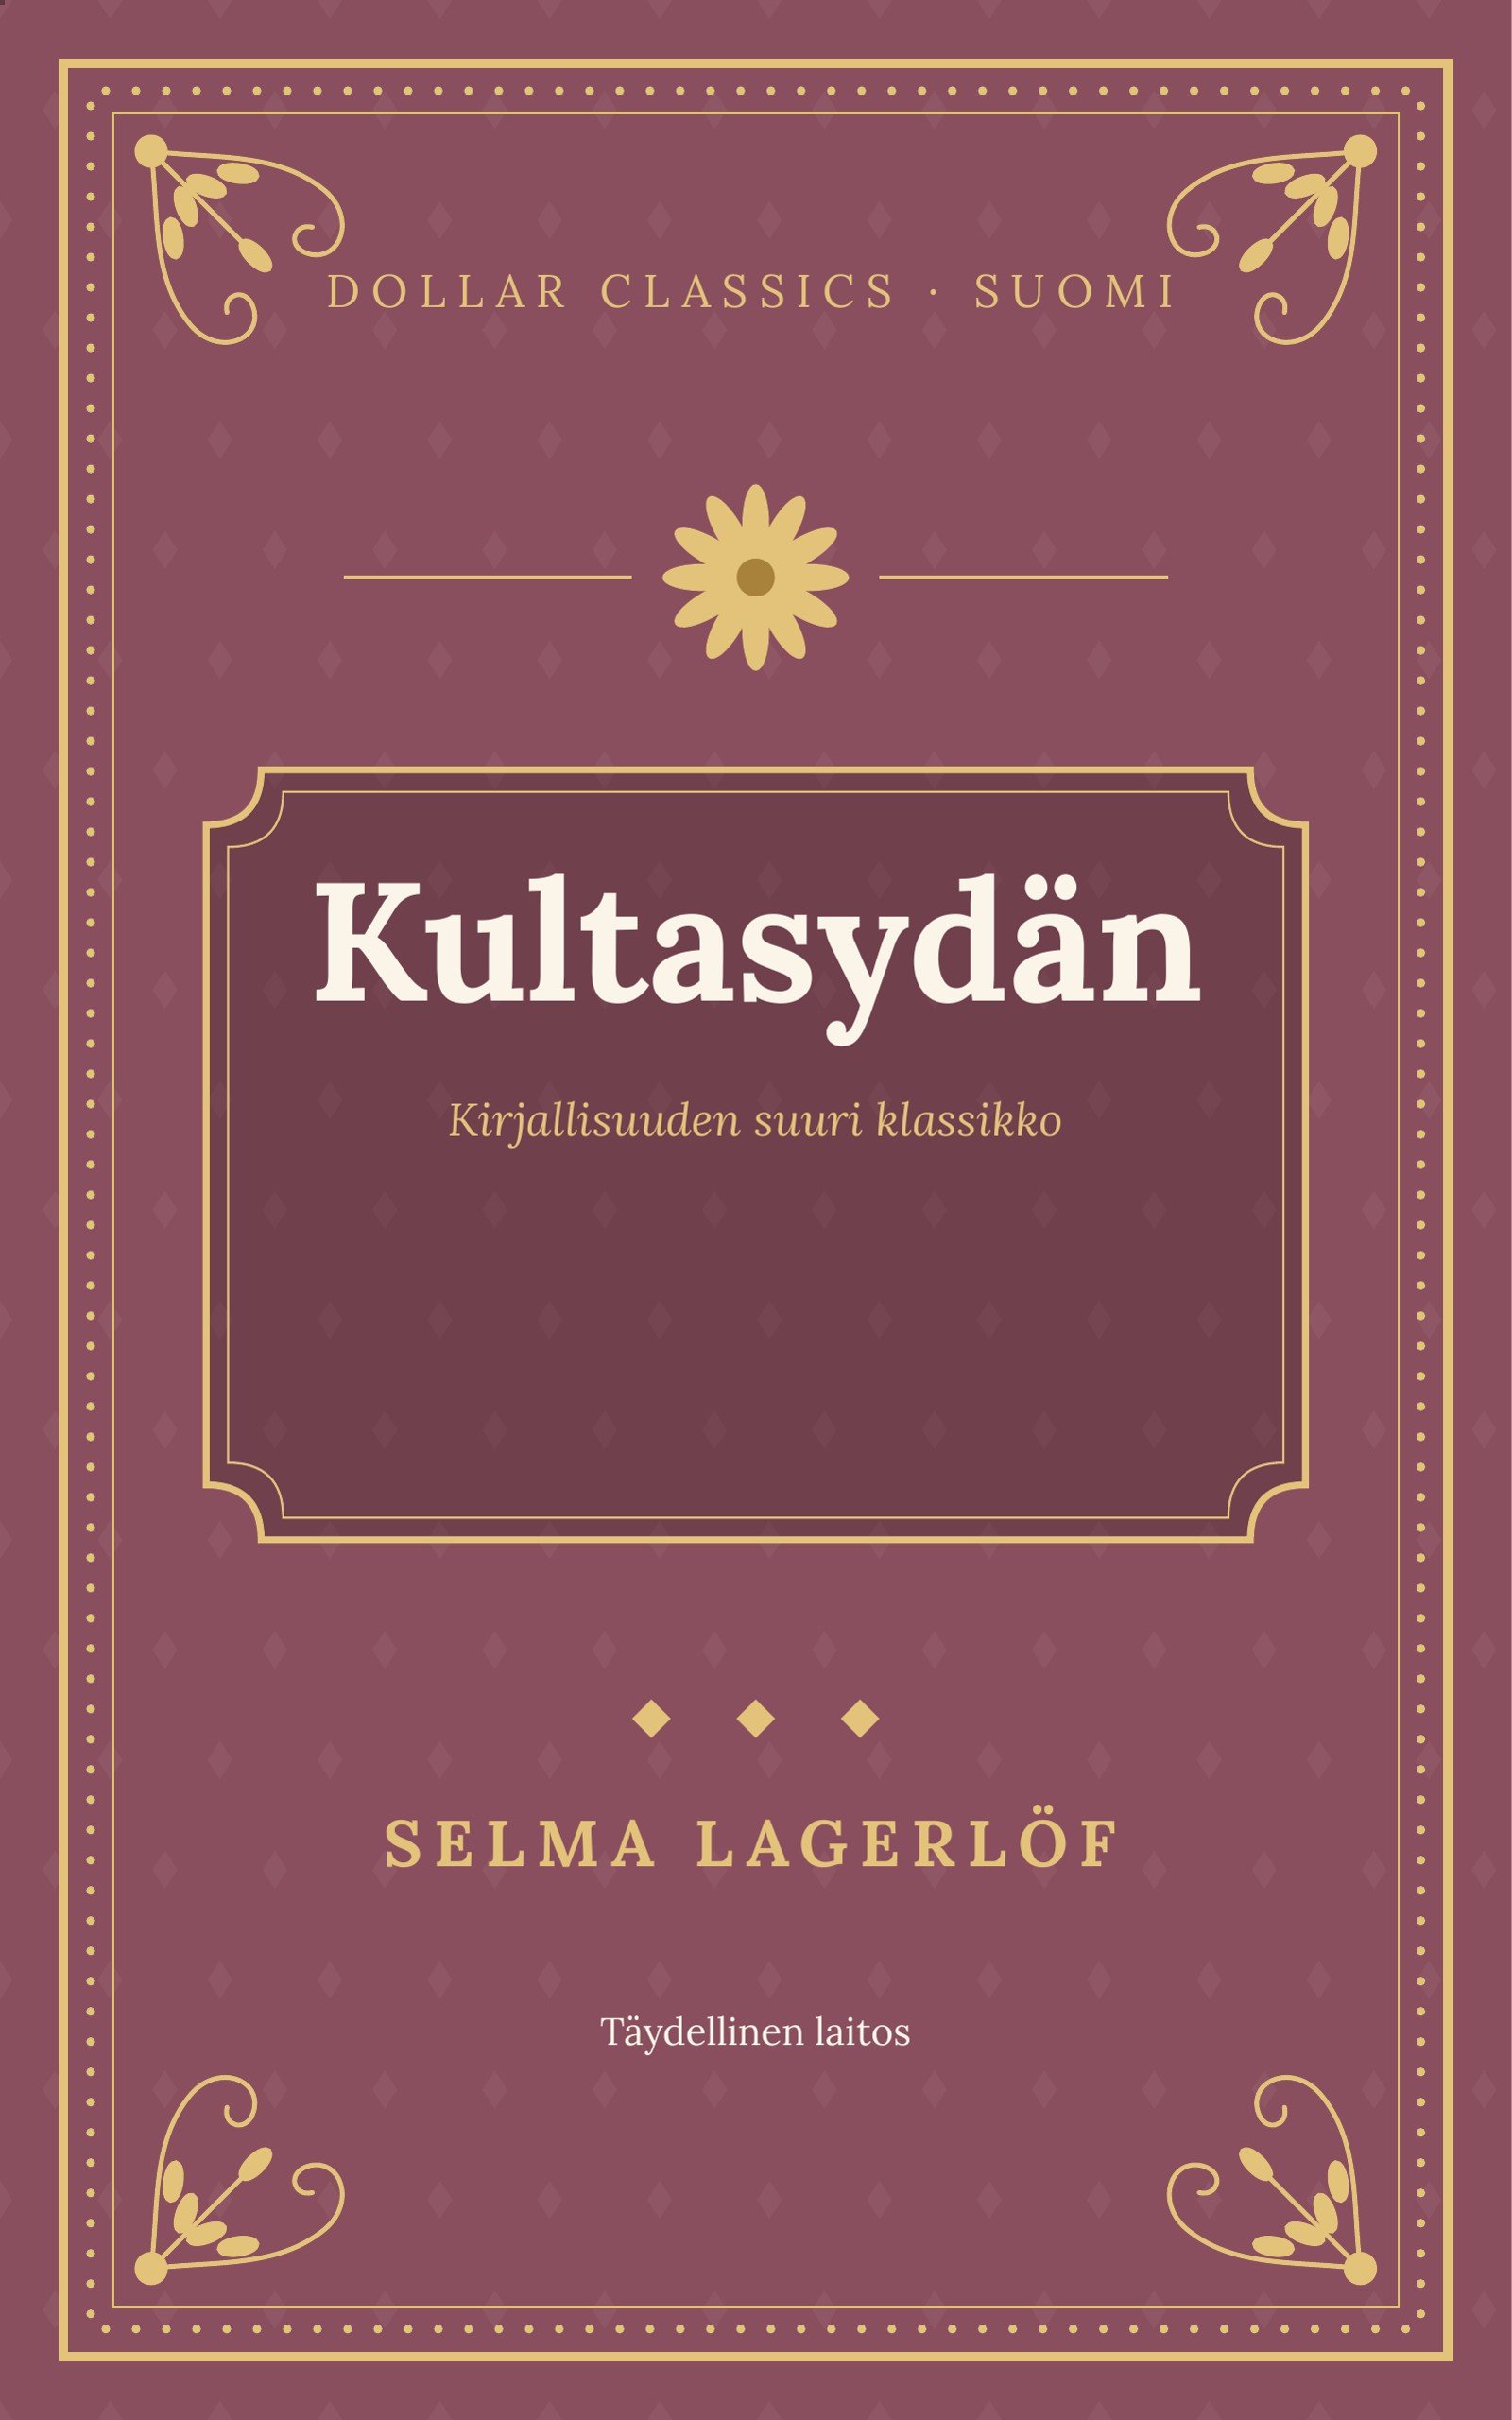 DOLLAR CLASSICS · SUOMI
Kultasydän
Kirjallisuuden suuri klassikko
SELMA LAGERLÖF
Täydellinen laitos